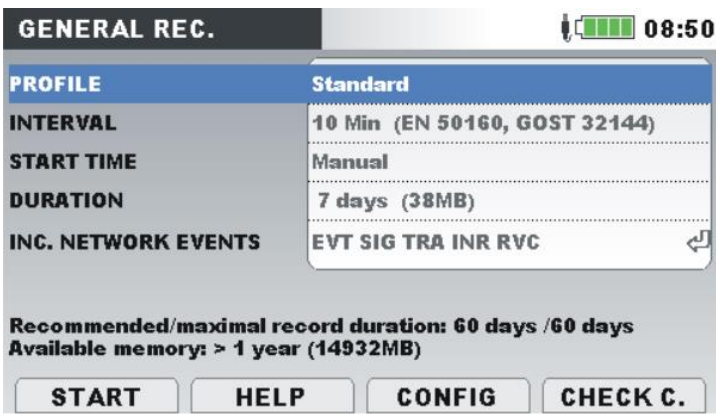 GENERAL REC. 08:50
PROFILE Standard
INTERVAL 10 Min (EN 50160, GOST 32144)
START TIME Manual
DURATION 7 days (38MB)
INC. NETWORK EVENTS EVT SIG TRA INR RVC
Recommended/maximal record duration: 60 days /60 days
Available memory: > 1 year (14932MB)
START HELP CONFIG CHECK C.